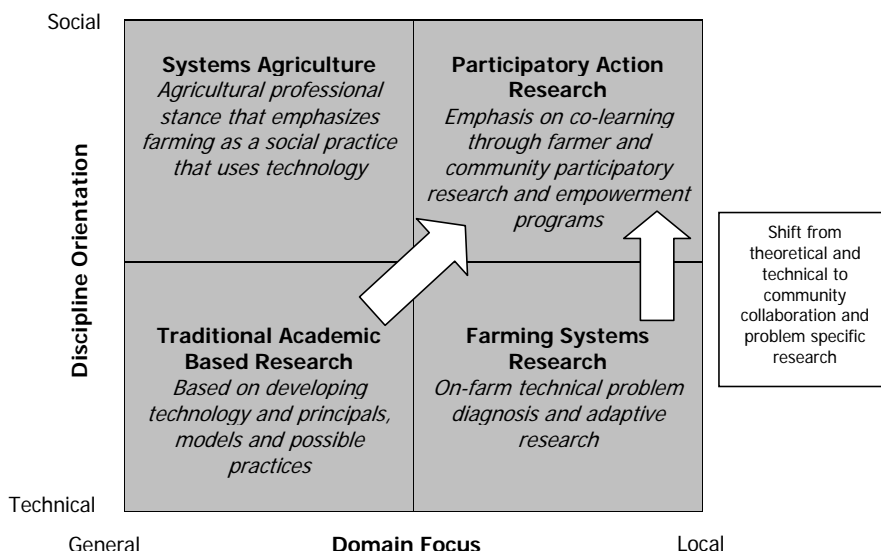 Social
Systems Agriculture
Agricultural professional
stance that emphasizes
farming as a social practice
that uses technology
Participatory Action
Research
Emphasis on co-learning
through farmer and
community participatory
research and empowerment
programs
Discipline Orientation
Shift from
theoretical and
technical to
community
collaboration and
problem specific
research
Traditional Academic
Based Research
Based on developing
technology and principals,
models and possible
practices
Farming Systems
Research
On-farm technical problem
diagnosis and adaptive
research
Technical
General
Domain Focus
Local